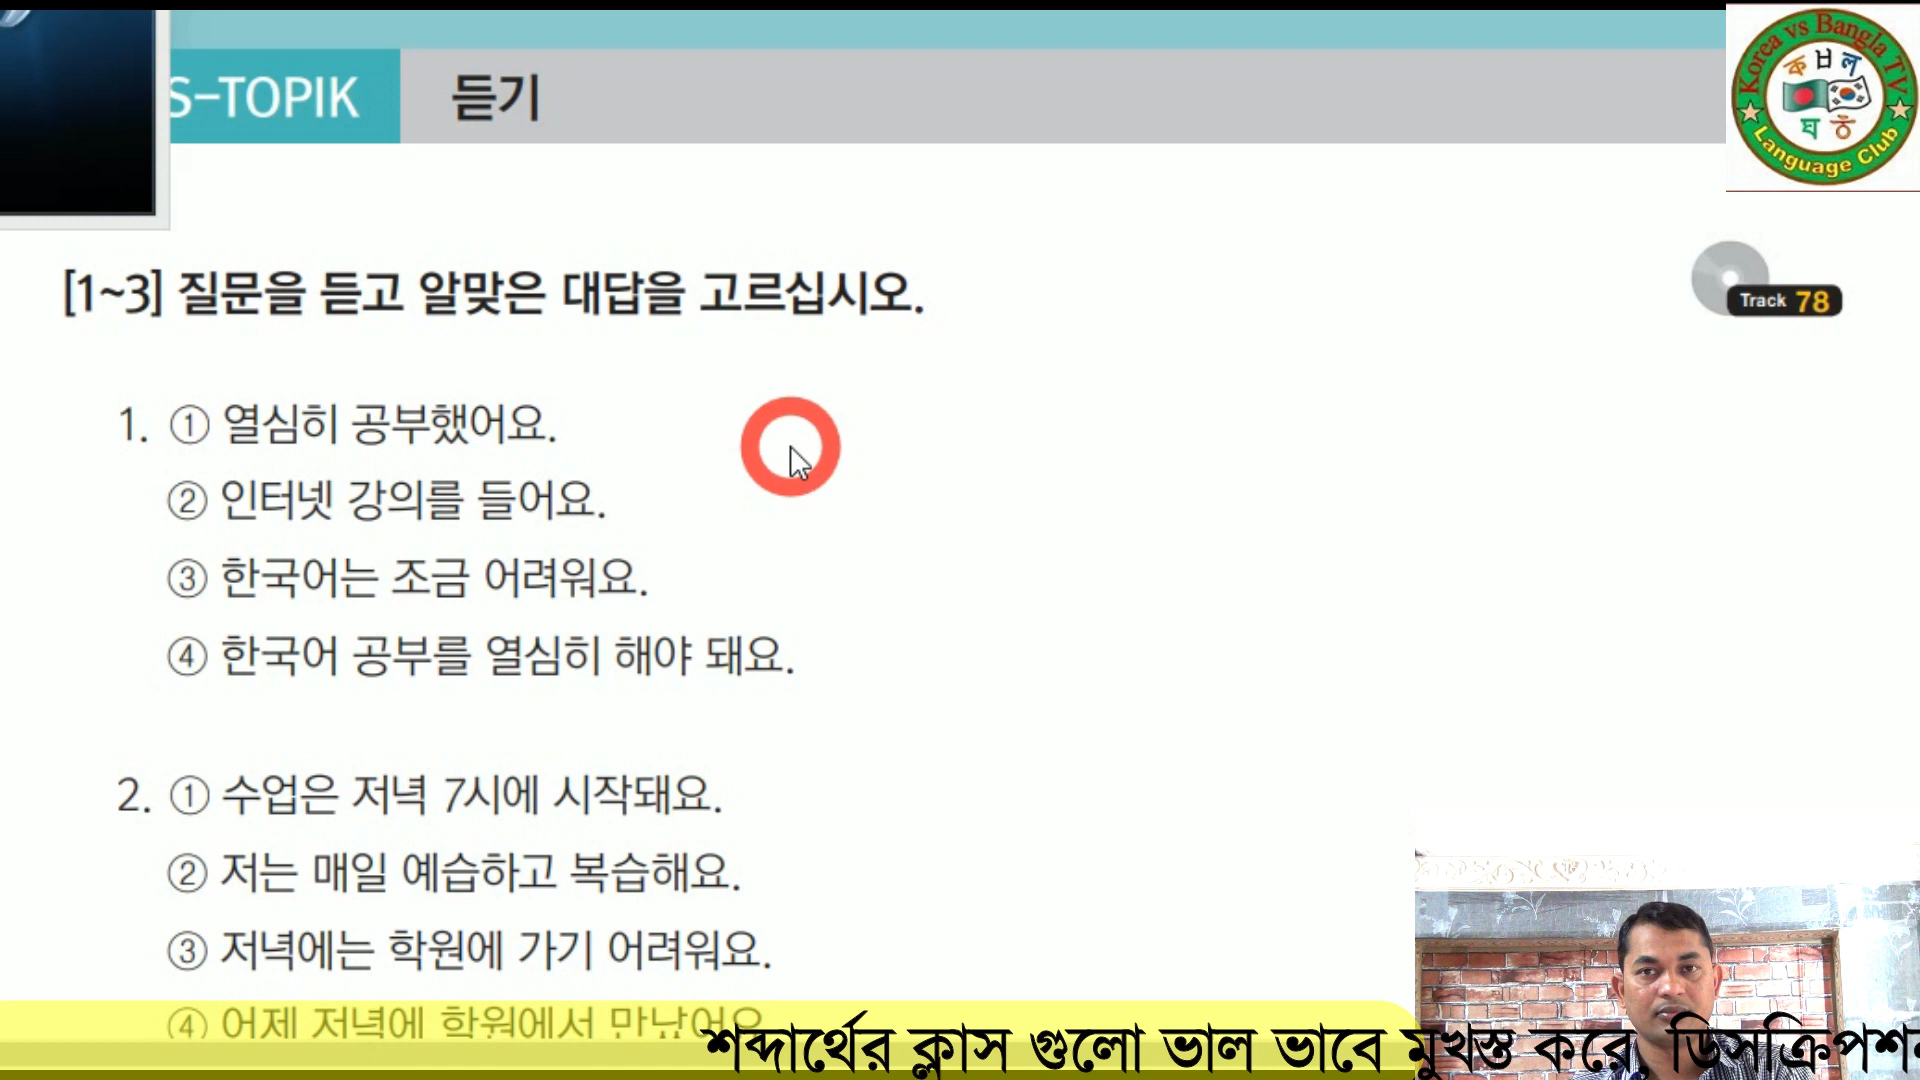 S-TOPIK 듣기
Korea vs Bangla TV
ক ㅂ ল
ঘ ㅎ
Language Club
[1~3] 질문을 듣고 알맞은 대답을 고르십시오.
Track 78
1. ① 열심히 공부했어요.
② 인터넷 강의를 들어요.
③ 한국어는 조금 어려워요.
④ 한국어 공부를 열심히 해야 돼요.
2. ① 수업은 저녁 7시에 시작돼요.
② 저는 매일 예습하고 복습해요.
③ 저녁에는 학원에 가기 어려워요.
④ 어제 저녁에 학원에서 만났어요
শব্দার্থের ক্লাস গুলো ভাল ভাবে মুখস্ত করে, ডিসক্রিপশ